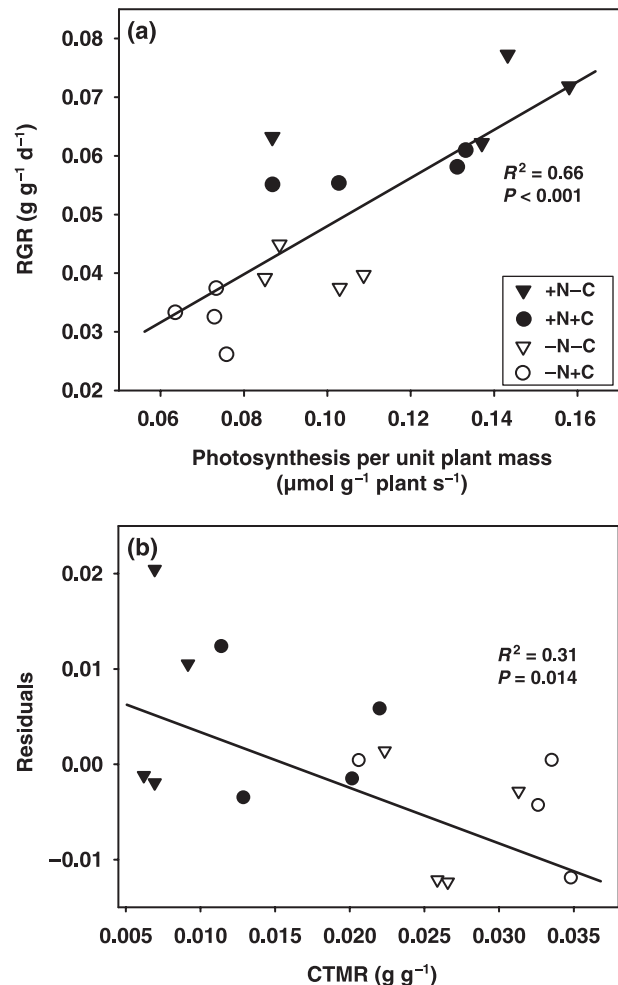 (a)
0.08
0.07
0.06
0.05
0.04
0.03
0.02
RGR (g g⁻¹ d⁻¹)
R² = 0.66
P < 0.001
+N−C
+N+C
−N−C
−N+C
0.06 0.08 0.10 0.12 0.14 0.16
Photosynthesis per unit plant mass
(µmol g⁻¹ plant s⁻¹)
(b)
0.02
0.01
0.00
−0.01
Residuals
R² = 0.31
P = 0.014
0.005 0.010 0.015 0.020 0.025 0.030 0.035
CTMR (g g⁻¹)